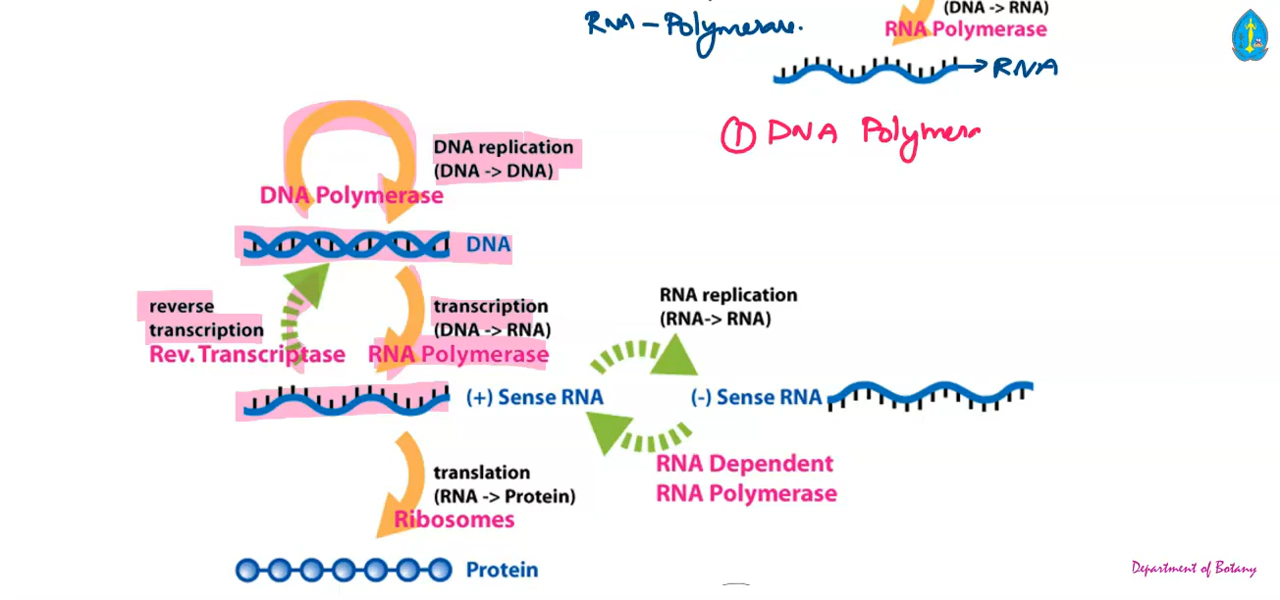 (DNA -> RNA)
RNA - Polymerase.
RNA Polymerase
RNA
① DNA Polymera
DNA replication
(DNA -> DNA)
DNA Polymerase
DNA
reverse
transcription
Rev. Transcriptase
transcription
(DNA -> RNA)
RNA Polymerase
RNA replication
(RNA-> RNA)
(+) Sense RNA
(-) Sense RNA
RNA Dependent
RNA Polymerase
translation
(RNA -> Protein)
Ribosomes
Protein
Department of Botany